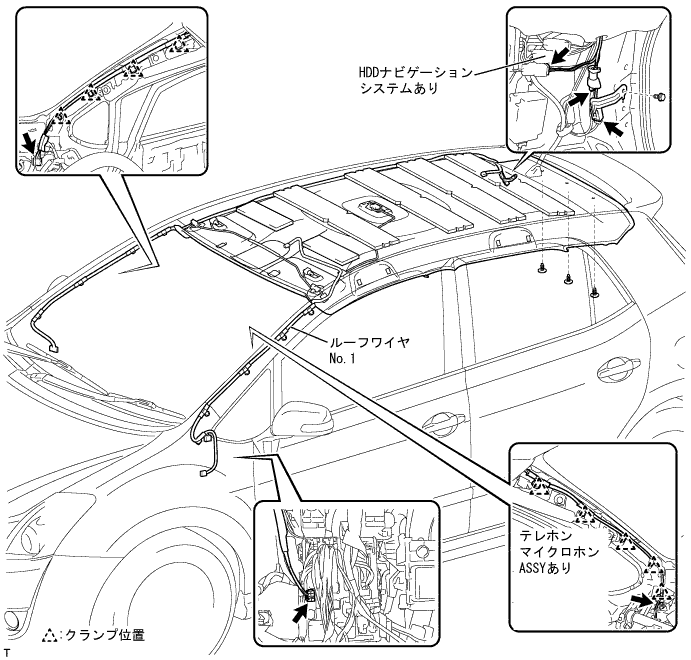 HDDナビゲーション
システムあり
ルーフワイヤ
No.1
テレホン
マイクロホン
ASSYあり
:クランプ位置
T